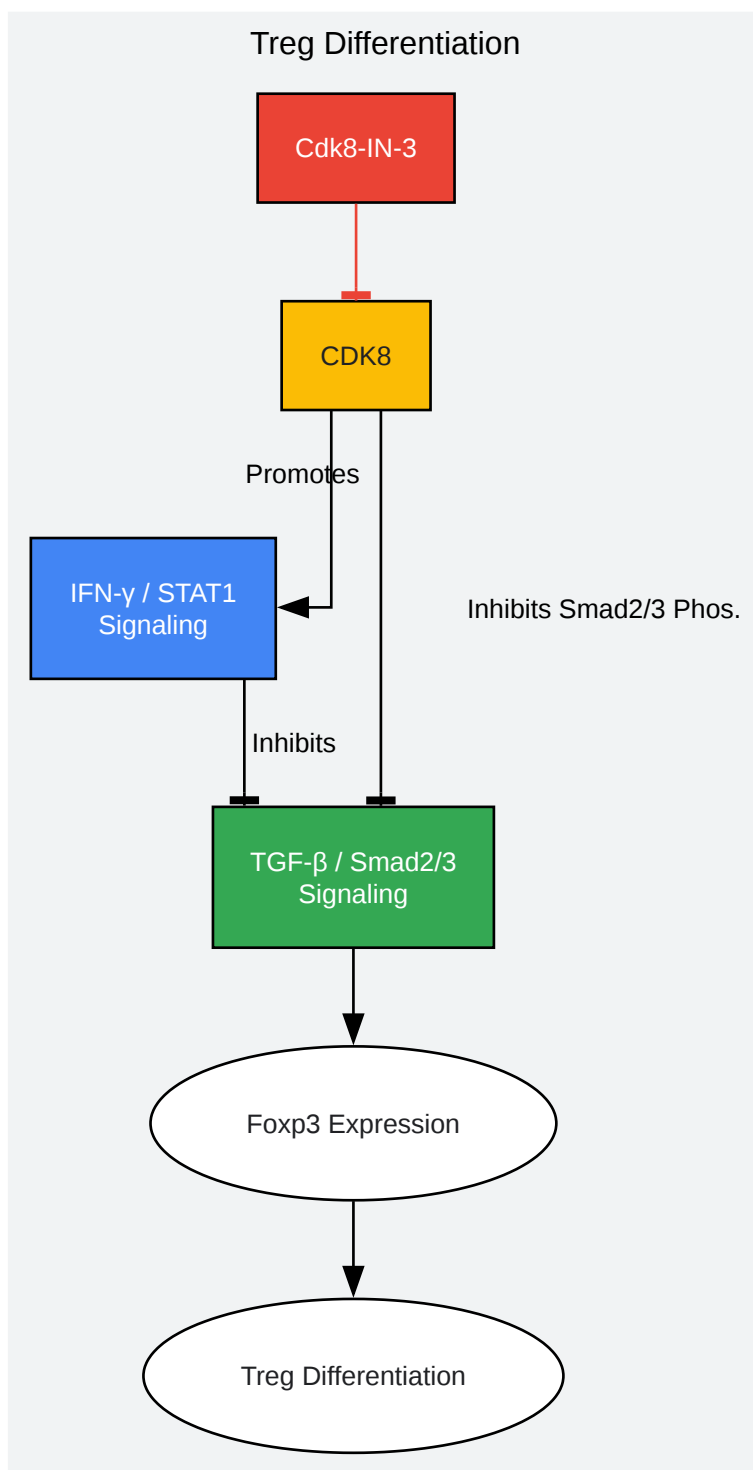 Treg Differentiation
Cdk8-IN-3
CDK8
Promotes
IFN-γ / STAT1
Signaling
Inhibits Smad2/3 Phos.
Inhibits
TGF-β / Smad2/3
Signaling
Foxp3 Expression
Treg Differentiation